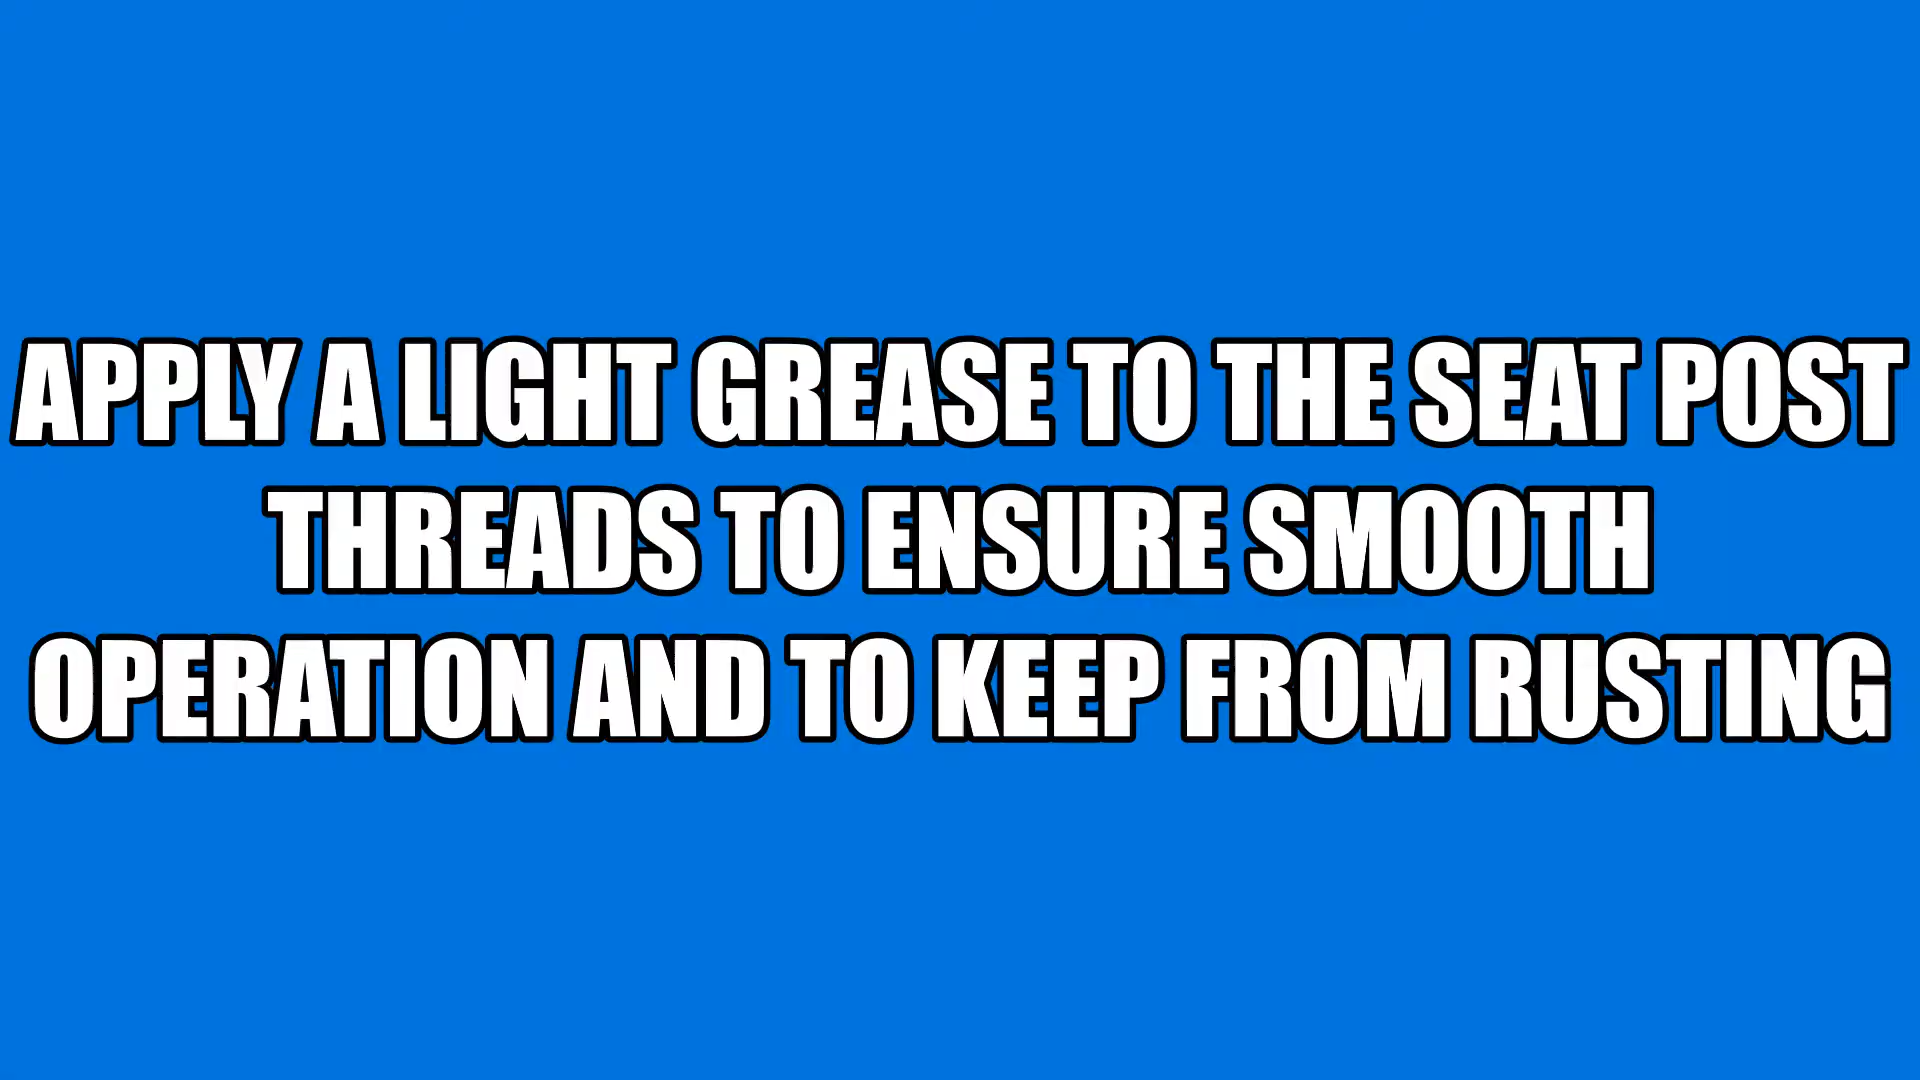 APPLY A LIGHT GREASE TO THE SEAT POST
THREADS TO ENSURE SMOOTH
OPERATION AND TO KEEP FROM RUSTING